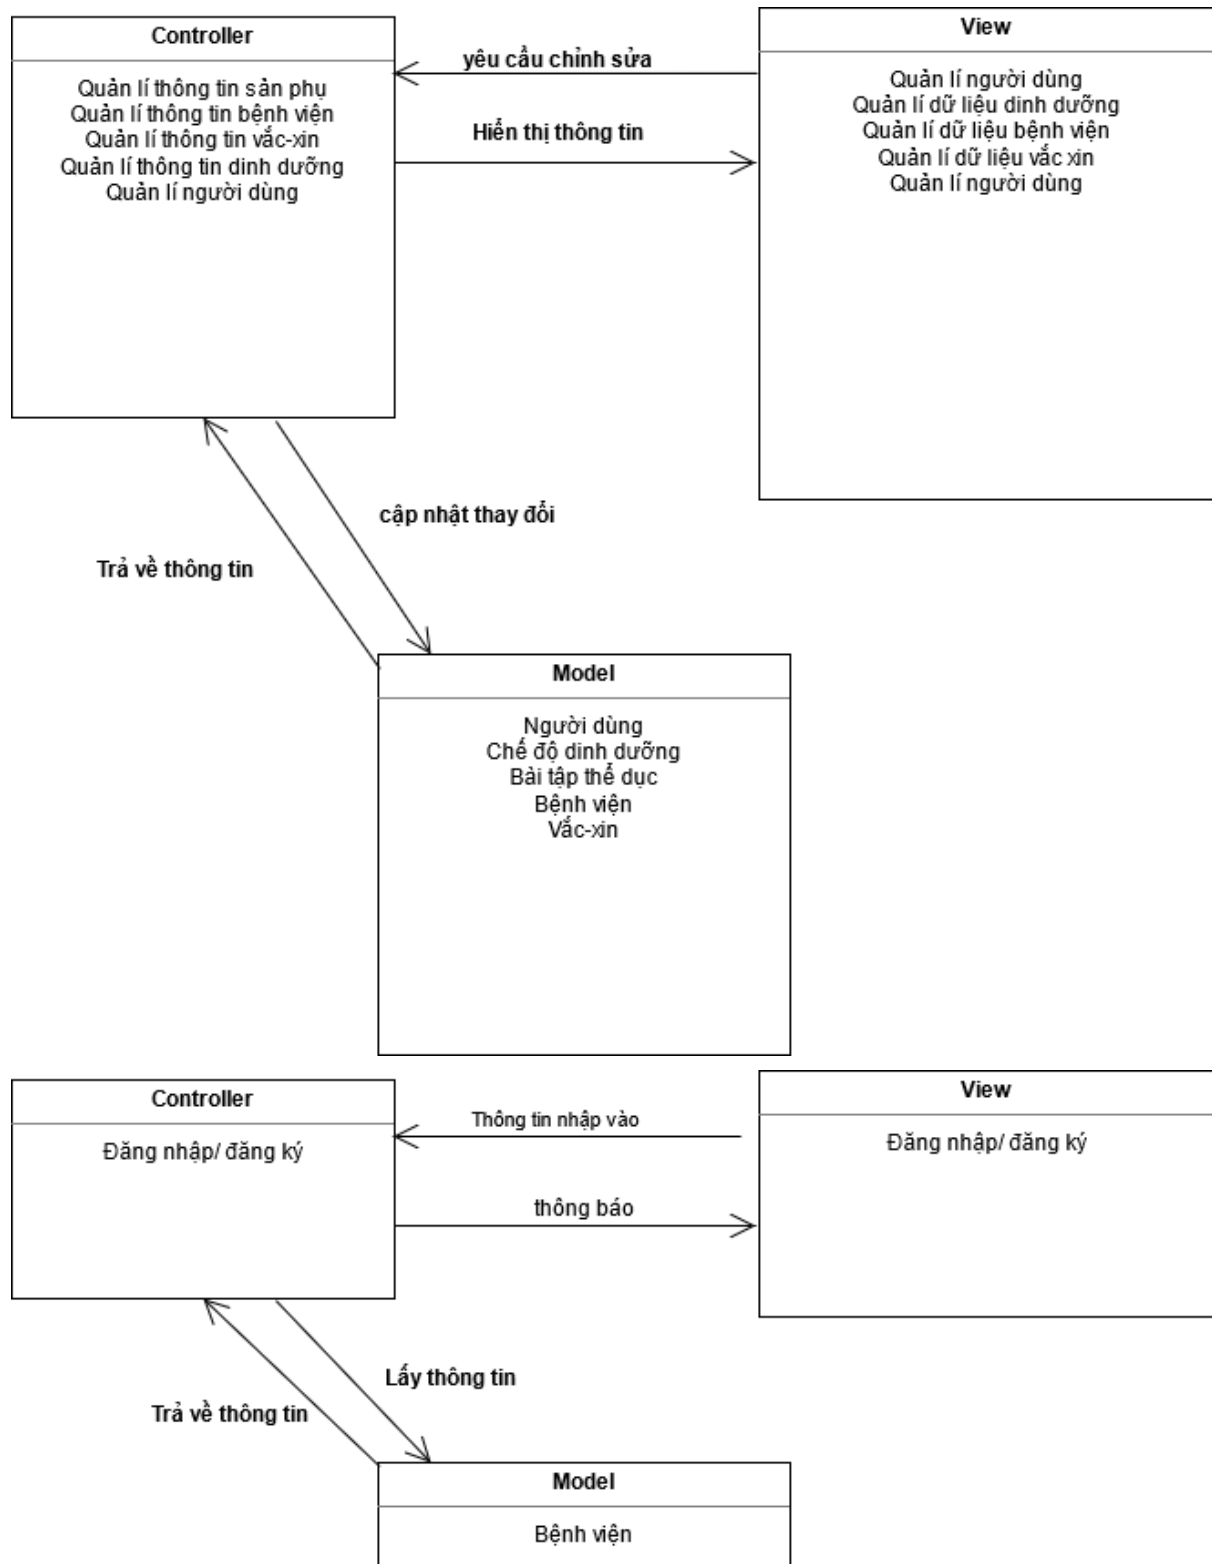 Controller
Quản lí thông tin sản phụ
Quản lí thông tin bệnh viện
Quản lí thông tin vắc-xin
Quản lí thông tin dinh dưỡng
Quản lí người dùng
yêu cầu chỉnh sửa
Hiển thị thông tin
View
Quản lí người dùng
Quản lí dữ liệu dinh dưỡng
Quản lí dữ liệu bệnh viện
Quản lí dữ liệu vắc xin
Quản lí người dùng
cập nhật thay đổi
Trả về thông tin
Model
Người dùng
Chế độ dinh dưỡng
Bài tập thể dục
Bệnh viện
Vắc-xin
Controller
Đăng nhập/ đăng ký
Thông tin nhập vào
thông báo
View
Đăng nhập/ đăng ký
Lấy thông tin
Trả về thông tin
Model
Bệnh viện